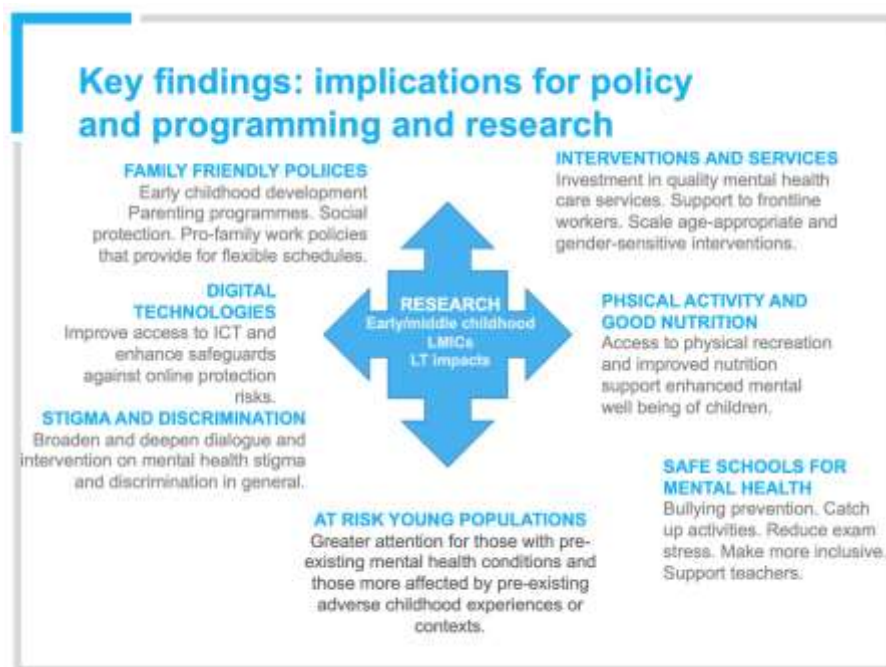 Key findings: implications for policy
and programming and research
FAMILY FRIENDLY POLIICES
Early childhood development
Parenting programmes. Social
protection. Pro-family work policies
that provide for flexible schedules.
INTERVENTIONS AND SERVICES
Investment in quality mental health
care services. Support to frontline
workers. Scale age-appropriate and
gender-sensitive interventions.
DIGITAL
TECHNOLOGIES
Improve access to ICT and
enhance safeguards
against online protection
risks.
RESEARCH
Early/middle childhood
LMICs
LT impacts
PHSICAL ACTIVITY AND
GOOD NUTRITION
Access to physical recreation
and improved nutrition
support enhanced mental
well being of children.
STIGMA AND DISCRIMINATION
Broaden and deepen dialogue and
intervention on mental health stigma
and discrimination in general.
AT RISK YOUNG POPULATIONS
Greater attention for those with pre-
existing mental health conditions and
those more affected by pre-existing
adverse childhood experiences or
contexts.
SAFE SCHOOLS FOR
MENTAL HEALTH
Bullying prevention. Catch
up activities. Reduce exam
stress. Make more inclusive.
Support teachers.